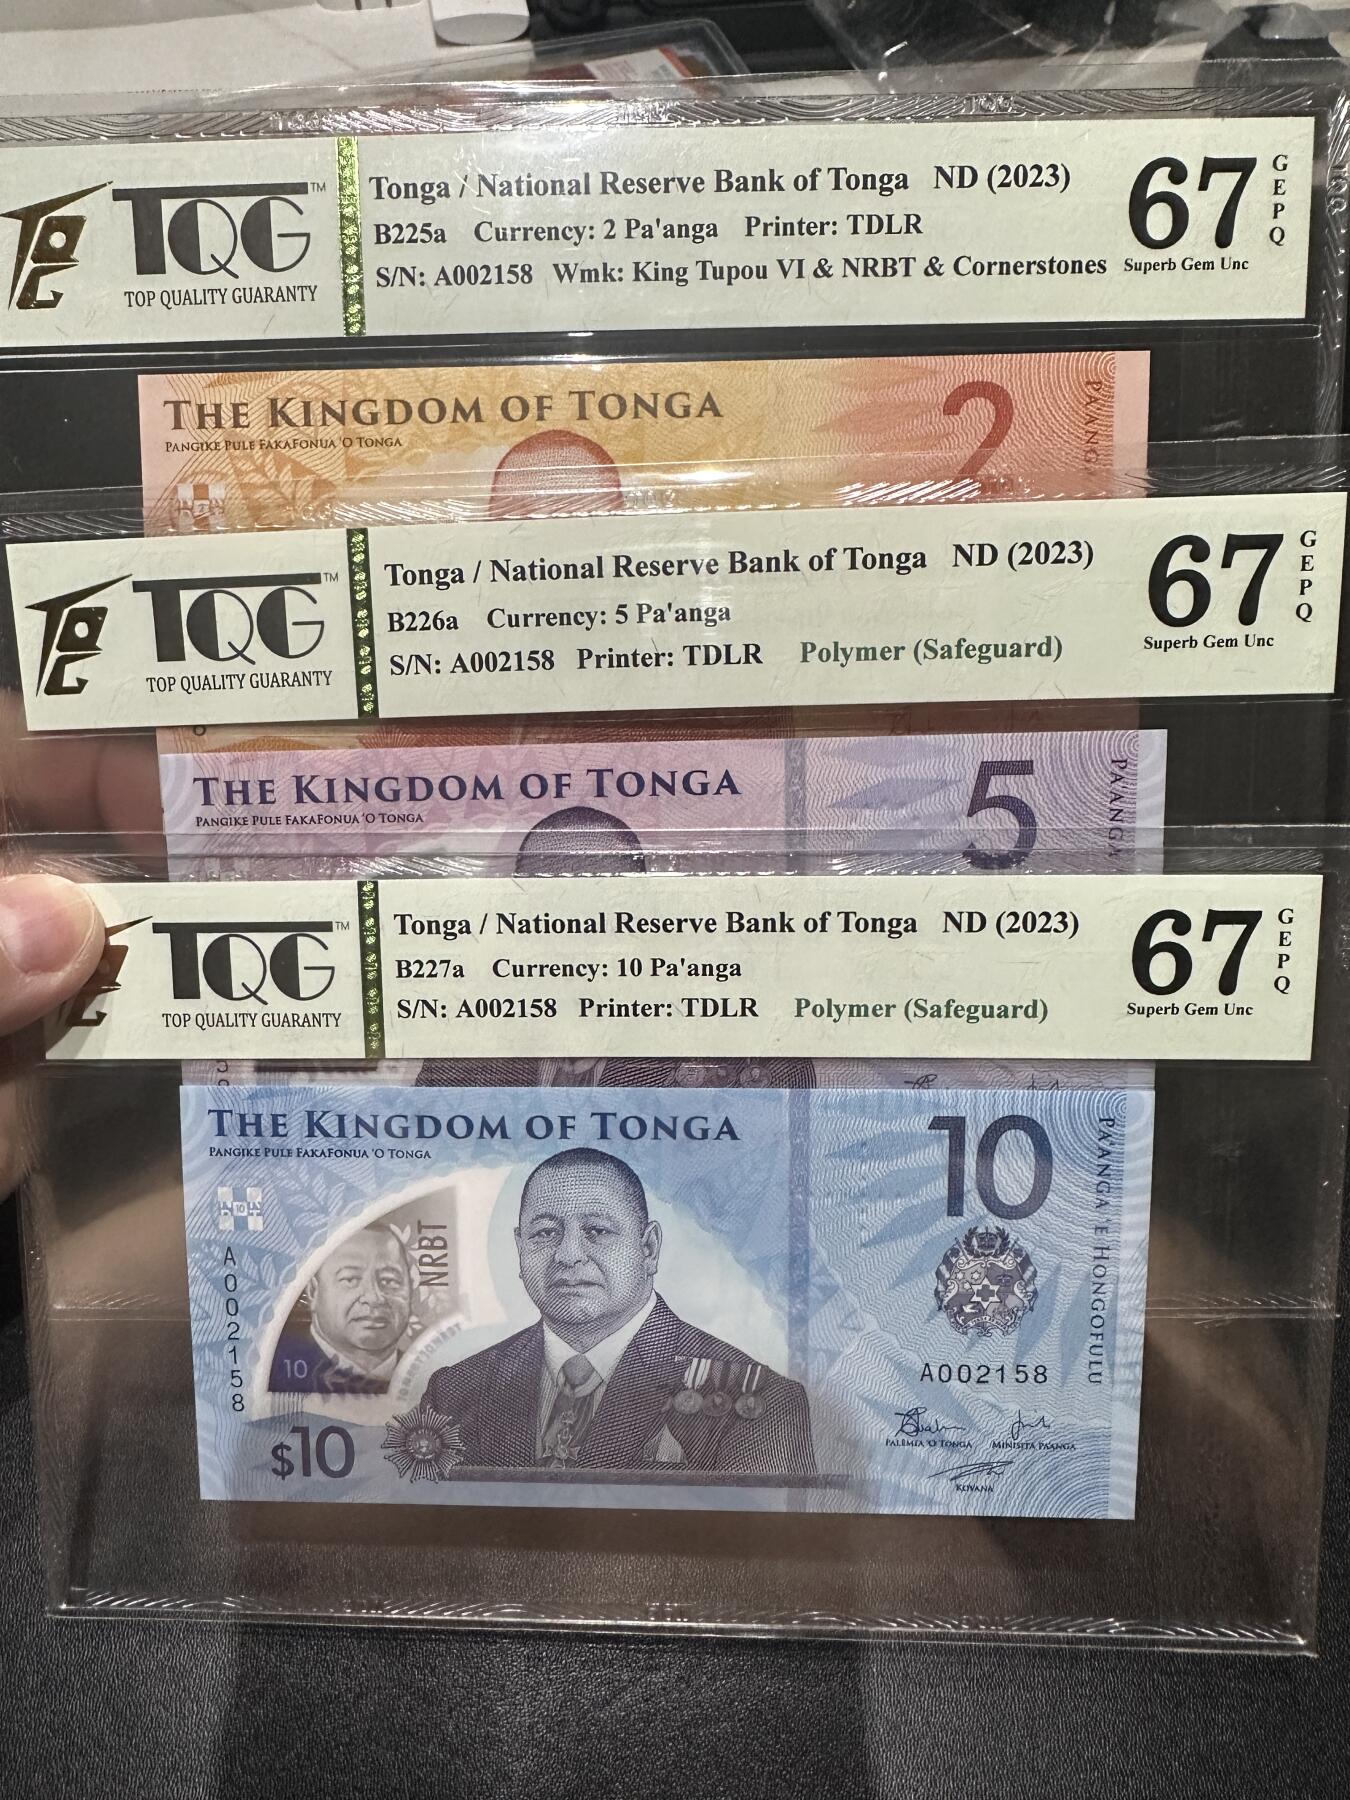 TQG™
TOP QUALITY GUARANTY
Tonga / National Reserve Bank of Tonga ND (2023)
B225a Currency: 2 Pa'anga Printer: TDLR
S/N: A002158 Wmk: King Tupou VI & NRBT & Cornerstones
67
GEPQ
Superb Gem Unc
THE KINGDOM OF TONGA
PANGIKE PULE FAKAFONUA 'O TONGA
2
TQG™
TOP QUALITY GUARANTY
Tonga / National Reserve Bank of Tonga ND (2023)
B226a Currency: 5 Pa'anga
S/N: A002158 Printer: TDLR Polymer (Safeguard)
67
GEPQ
Superb Gem Unc
THE KINGDOM OF TONGA
PANGIKE PULE FAKAFONUA 'O TONGA
5
PA'ANGA
TQG™
TOP QUALITY GUARANTY
Tonga / National Reserve Bank of Tonga ND (2023)
B227a Currency: 10 Pa'anga
S/N: A002158 Printer: TDLR Polymer (Safeguard)
67
GEPQ
Superb Gem Unc
THE KINGDOM OF TONGA
PANGIKE PULE FAKAFONUA 'O TONGA
10
PA'ANGA 'E HONGOFULU
A002158
NRBT
10
$10
A002158
PALEMIA 'O TONGA MINISITA PA'ANGA
KOVANA